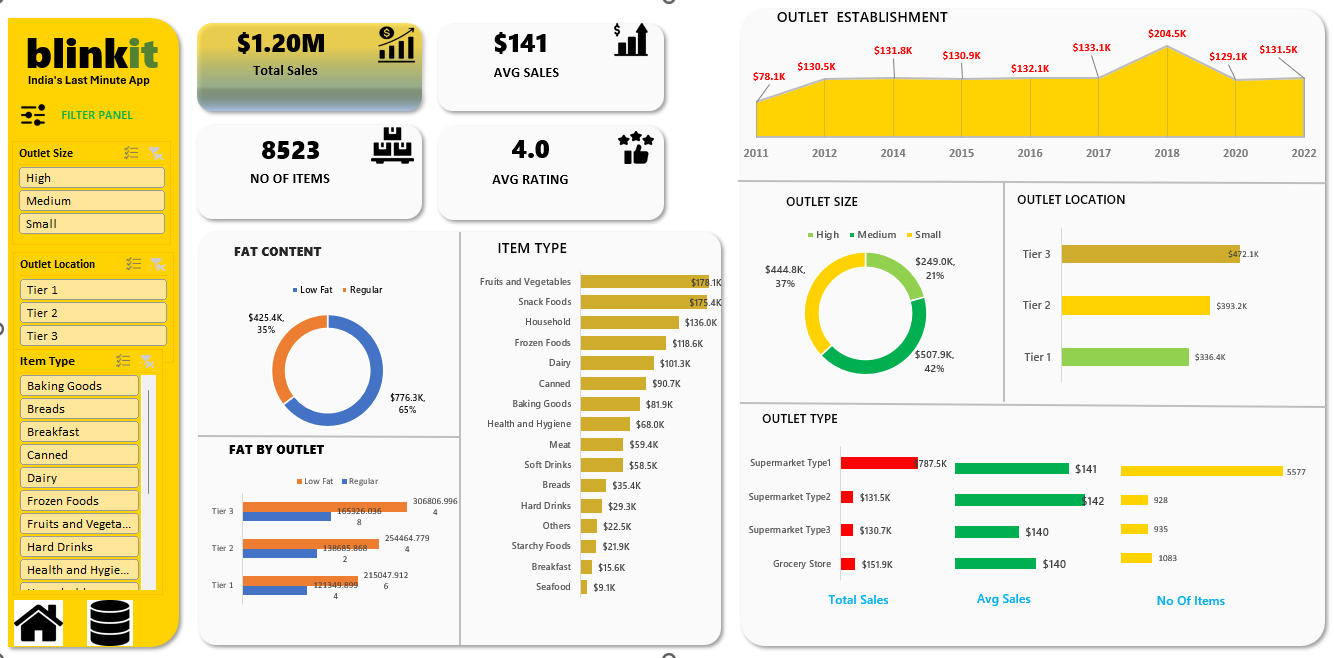 blinkit
India's Last Minute App
FILTER PANEL
Outlet Size
High
Medium
Small
Outlet Location
Tier 1
Tier 2
Tier 3
Item Type
Baking Goods
Breads
Breakfast
Canned
Dairy
Frozen Foods
Fruits and Vegeta...
Hard Drinks
Health and Hygie...
$1.20M
Total Sales
$141
AVG SALES
8523
NO OF ITEMS
4.0
AVG RATING
FAT CONTENT
Low Fat Regular
$425.4K,
35%
$776.3K,
65%
FAT BY OUTLET
Low Fat Regular
Tier 3
306806.996
4
165326.036
8
Tier 2
254464.779
4
138685.868
2
Tier 1
215047.912
6
121349.899
4
ITEM TYPE
Fruits and Vegetables $178.1K
Snack Foods $175.4K
Household $136.0K
Frozen Foods $118.6K
Dairy $101.3K
Canned $90.7K
Baking Goods $81.9K
Health and Hygiene $68.0K
Meat $59.4K
Soft Drinks $58.5K
Breads $35.4K
Hard Drinks $29.3K
Others $22.5K
Starchy Foods $21.9K
Breakfast $15.6K
Seafood $9.1K
OUTLET ESTABLISHMENT
$78.1K $130.5K $131.8K $130.9K $132.1K $133.1K $204.5K $129.1K $131.5K
2011 2012 2014 2015 2016 2017 2018 2020 2022
OUTLET SIZE
High Medium Small
$249.0K,
21%
$444.8K,
37%
$507.9K,
42%
OUTLET LOCATION
Tier 3 $472.1K
Tier 2 $393.2K
Tier 1 $336.4K
OUTLET TYPE
Supermarket Type1 $787.5K $141 5577
Supermarket Type2 $131.5K $142 928
Supermarket Type3 $130.7K $140 935
Grocery Store $151.9K $140 1083
Total Sales Avg Sales No Of Items